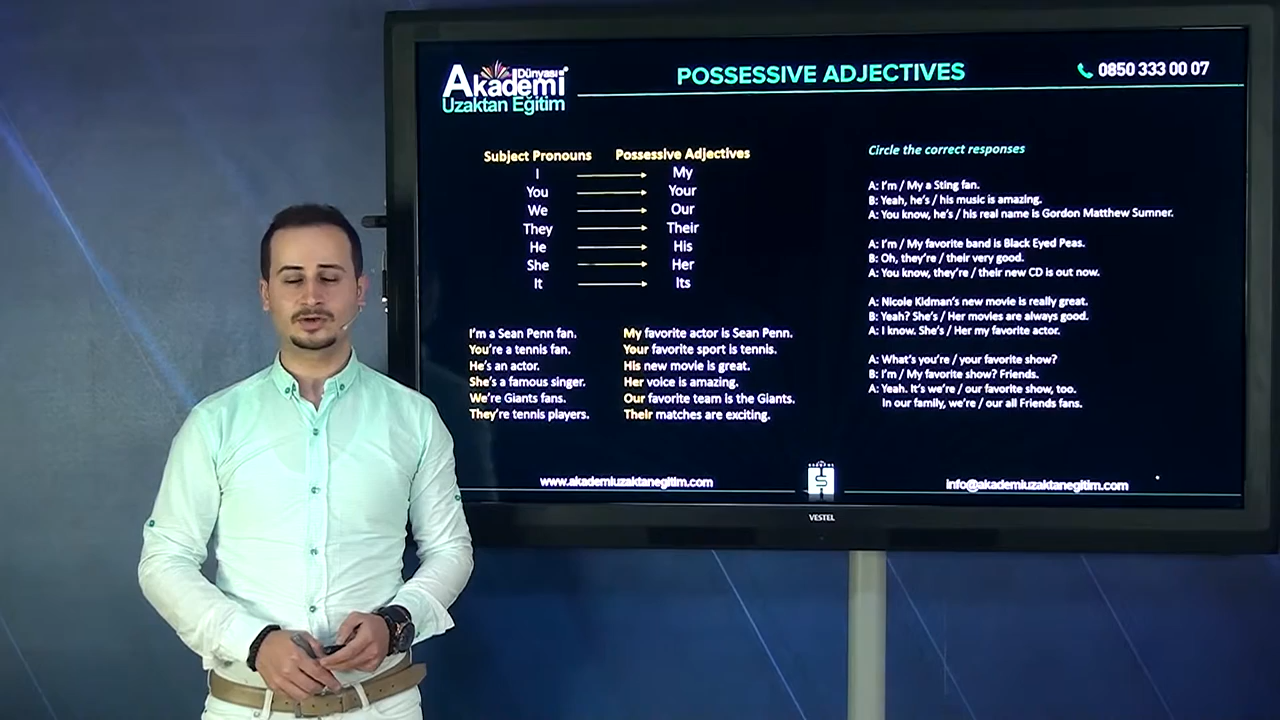 Akademi
Dünyası
Uzaktan Eğitim
POSSESSIVE ADJECTIVES
0850 333 00 07
Subject Pronouns Possessive Adjectives
I My
You Your
We Our
They Their
He His
She Her
It Its
I'm a Sean Penn fan. My favorite actor is Sean Penn.
You're a tennis fan. Your favorite sport is tennis.
He's an actor. His new movie is great.
She's a famous singer. Her voice is amazing.
We're Giants fans. Our favorite team is the Giants.
They're tennis players. Their matches are exciting.
Circle the correct responses
A: I'm / My a Sting fan.
B: Yeah, he's / his music is amazing.
A: You know, he's / his real name is Gordon Matthew Sumner.
A: I'm / My favorite band is Black Eyed Peas.
B: Oh, they're / their very good.
A: You know, they're / their new CD is out now.
A: Nicole Kidman's new movie is really great.
B: Yeah? She's / Her movies are always good.
A: I know. She's / Her my favorite actor.
A: What's you're / your favorite show?
B: I'm / My favorite show? Friends.
A: Yeah. It's we're / our favorite show, too.
In our family, we're / our all Friends fans.
www.akademiuzaktanegitim.com
S
info@akademiuzaktanegitim.com
VESTEL